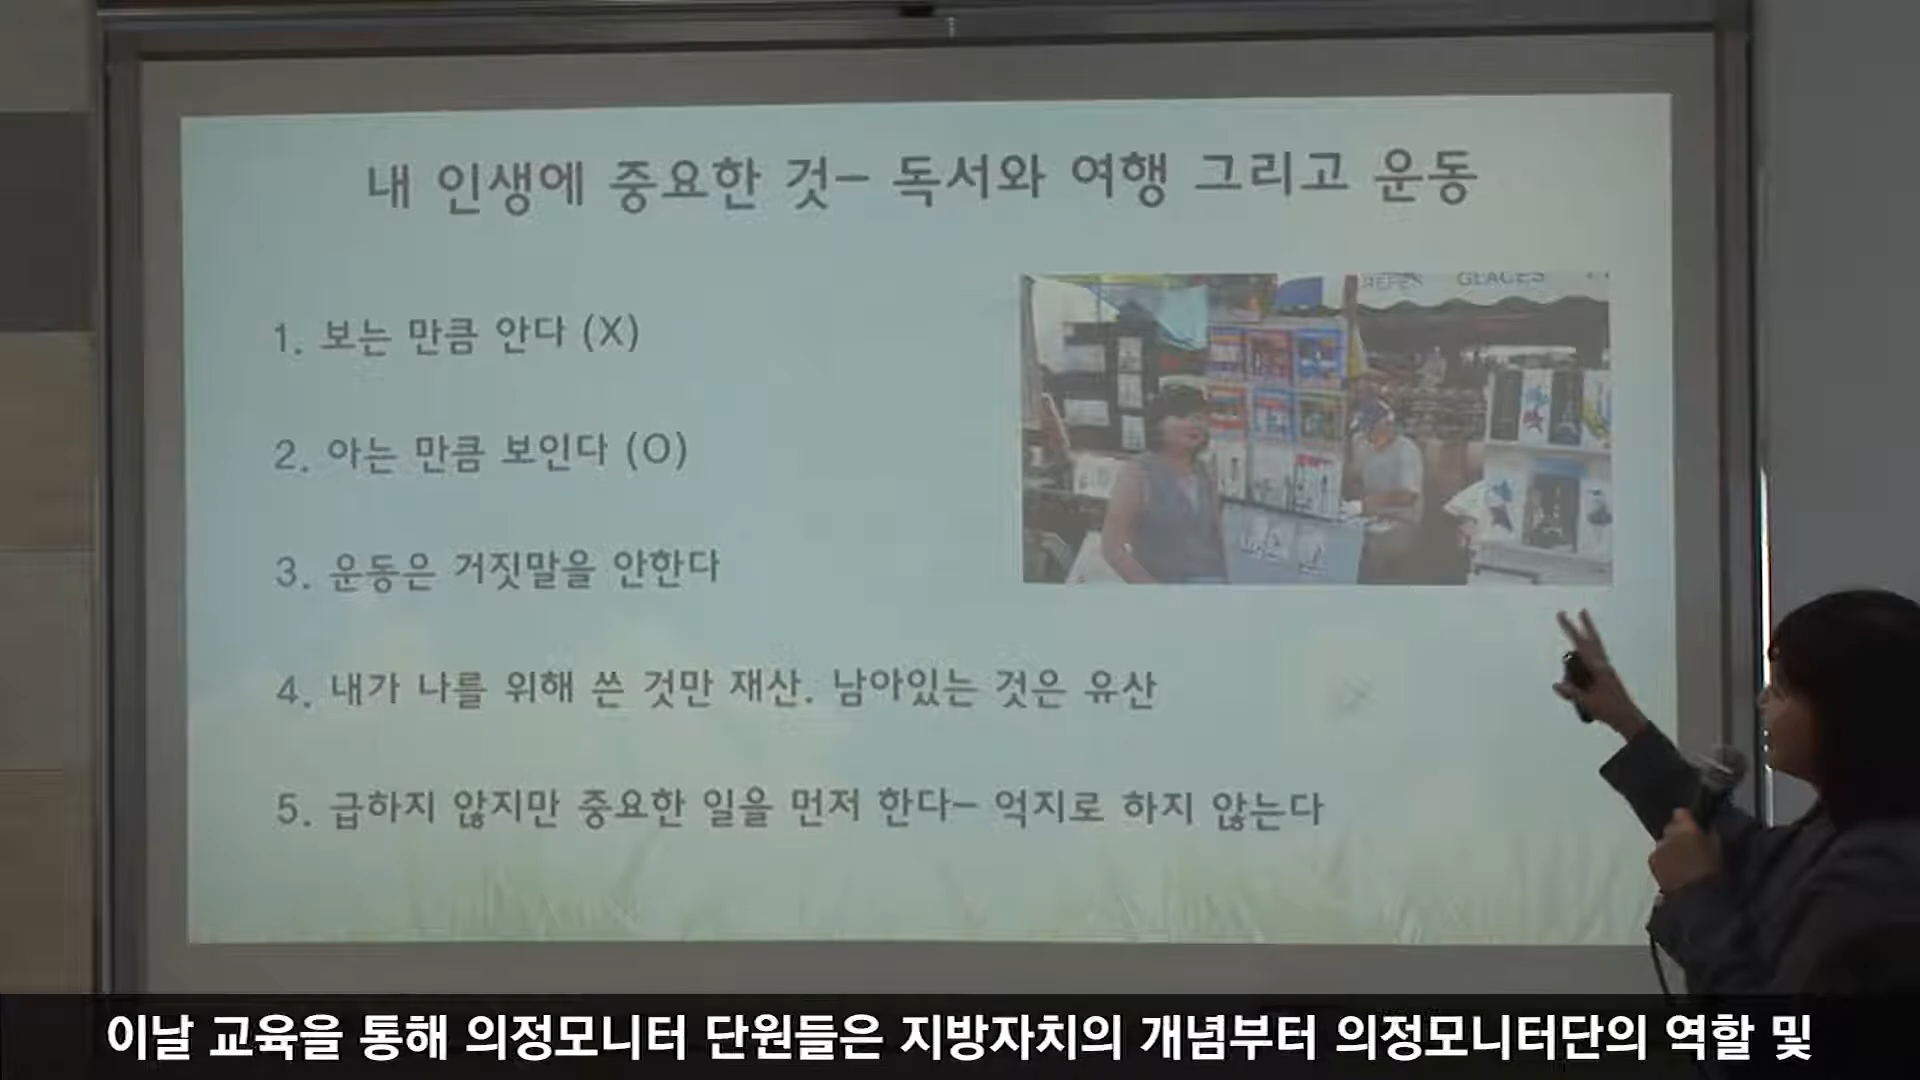 내 인생에 중요한 것- 독서와 여행 그리고 운동
GLACES
1. 보는 만큼 안다 (X)
2. 아는 만큼 보인다 (O)
3. 운동은 거짓말을 안한다
4. 내가 나를 위해 쓴 것만 재산. 남아있는 것은 유산
5. 급하지 않지만 중요한 일을 먼저 한다- 억지로 하지 않는다
이날 교육을 통해 의정모니터 단원들은 지방자치의 개념부터 의정모니터단의 역할 및